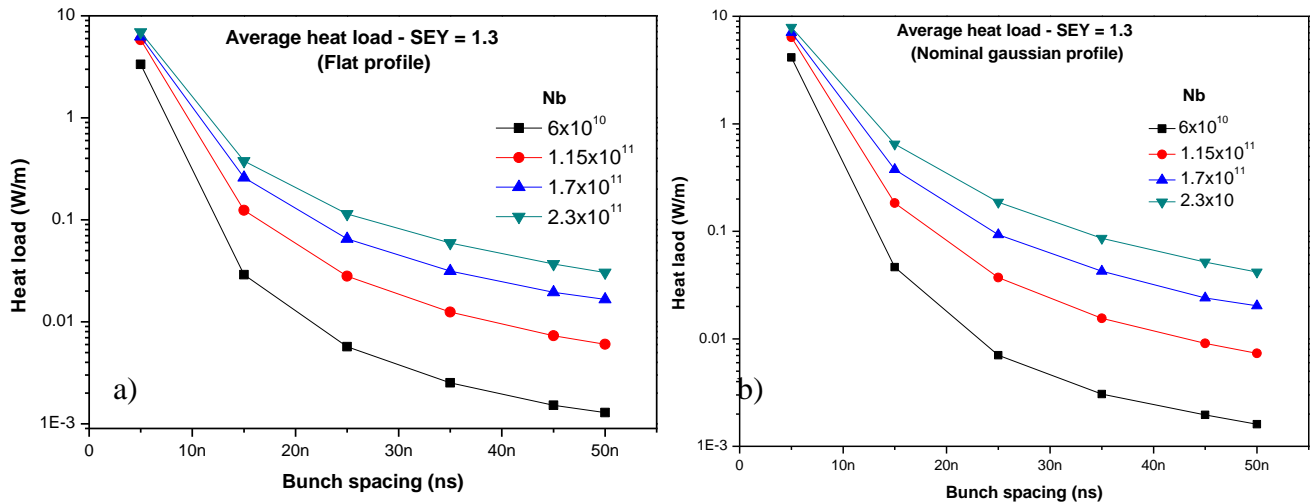 Average heat load - SEY = 1.3
(Flat profile)
Nb
6x10^10
1.15x10^11
1.7x10^11
2.3x10^11
Heat load (W/m)
10
1
0.1
0.01
1E-3
a)
0
10n
20n
30n
40n
50n
Bunch spacing (ns)
Average heat load - SEY = 1.3
(Nominal gaussian profile)
Nb
6x10^10
1.15x10^11
1.7x10^11
2.3x10
Heat laod (W/m)
10
1
0.1
0.01
1E-3
b)
0
10n
20n
30n
40n
50n
Bunch spacing (ns)